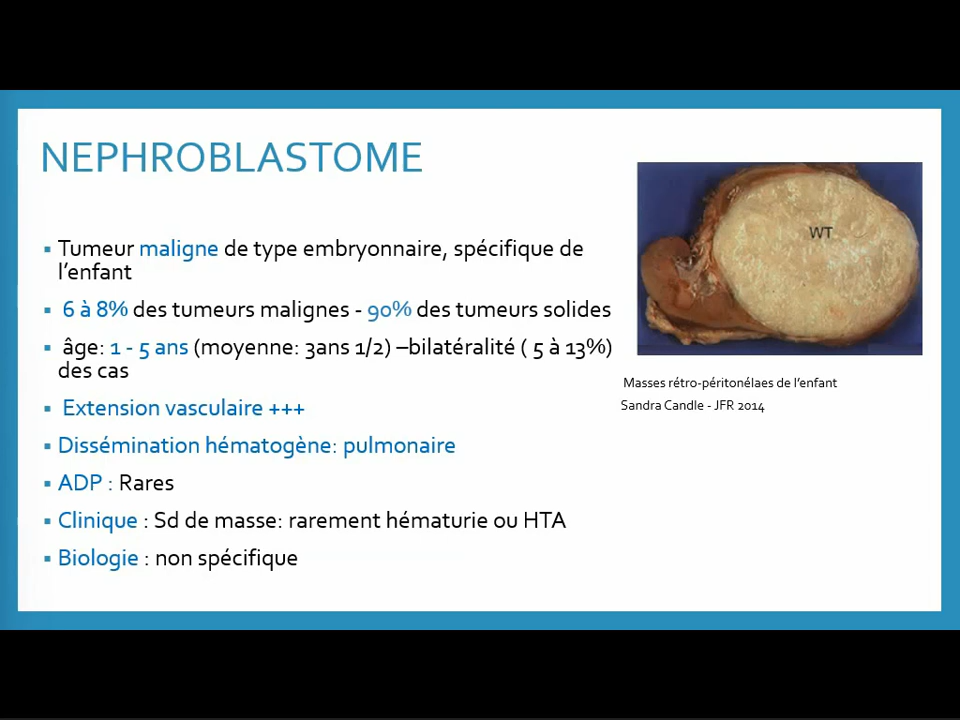 NEPHROBLASTOME
▪ Tumeur maligne de type embryonnaire, spécifique de
l’enfant
▪ 6 à 8% des tumeurs malignes - 90% des tumeurs solides
▪ âge: 1 - 5 ans (moyenne: 3ans 1/2) –bilatéralité ( 5 à 13%)
des cas
▪ Extension vasculaire +++
▪ Dissémination hématogène: pulmonaire
▪ ADP : Rares
▪ Clinique : Sd de masse: rarement hématurie ou HTA
▪ Biologie : non spécifique
WT
Masses rétro-péritonélaes de l’enfant
Sandra Candle - JFR 2014